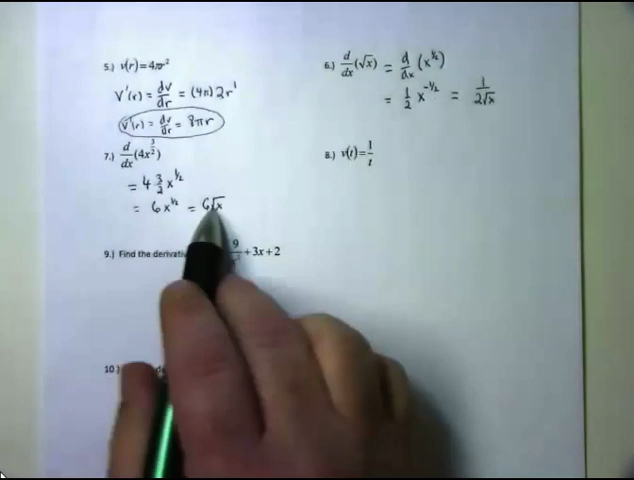 5.) v(r)=4πr²
V'(r) = dv/dr = (4π) 2r¹
V'(r) = dv/dr = 8πr
6.) d/dx (√x) = d/dx (x^½)
= 1/2 x^-½ = 1/2√x
7.) d/dx (4x^3/2)
= 4 3/2 x^½
= 6x^½ = 6√x
8.) v(t)=1/t
9.) Find the deriva 9 +3x+2
10.)